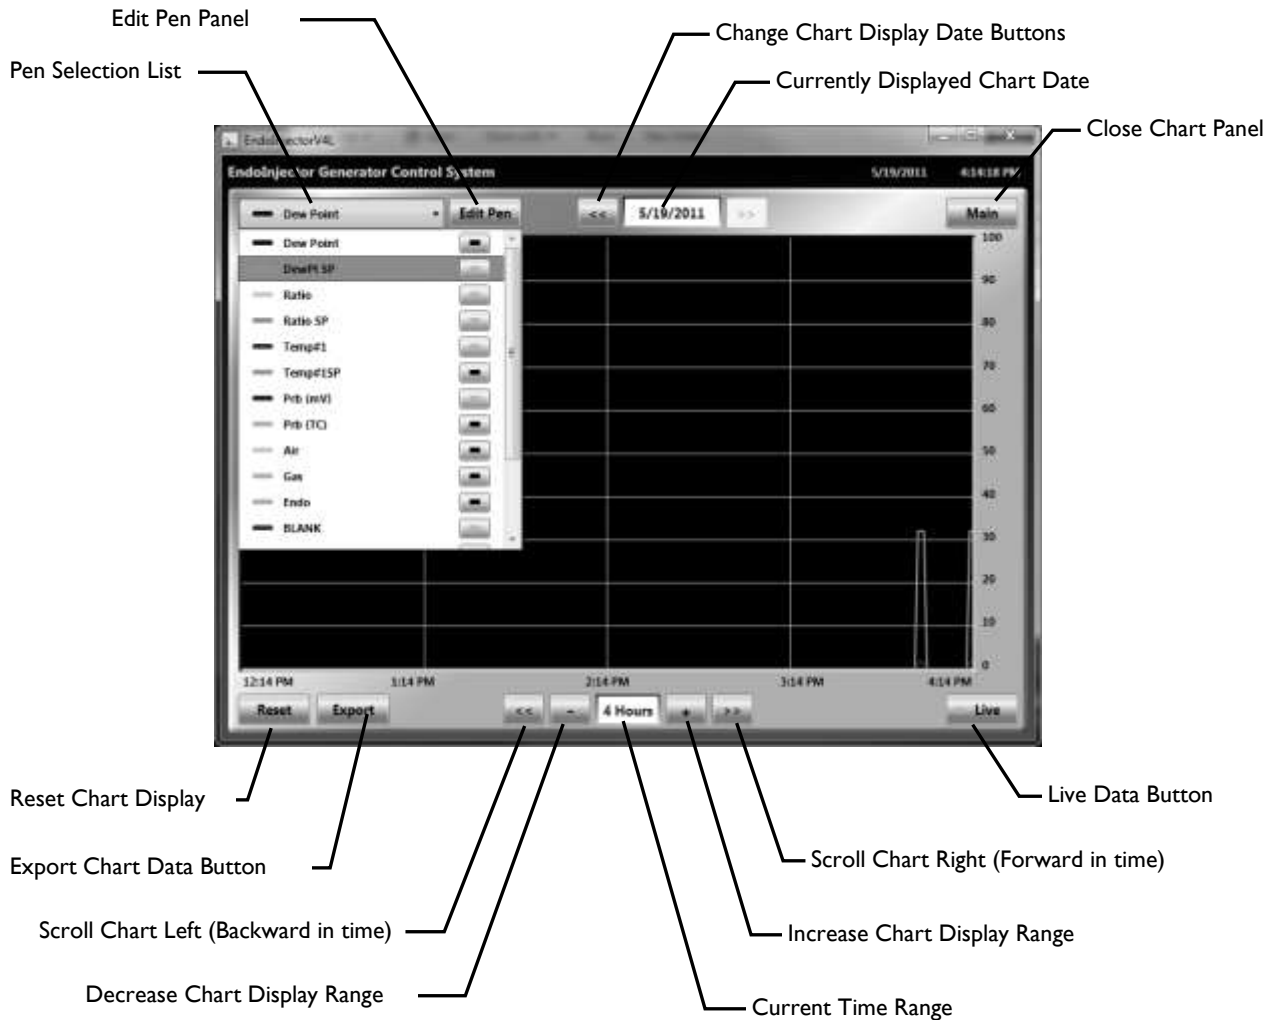 Edit Pen Panel
Change Chart Display Date Buttons
Pen Selection List
Currently Displayed Chart Date
Close Chart Panel
EndoInjectorV4L
EndoInjector Generator Control System 5/19/2011 4:14:18 PM
Dew Point Edit Pen << 5/19/2011 >> Main
Dew Point
DewPt SP
Ratio
Ratio SP
Temp#1
Temp#1SP
Prb (mV)
Prb (TC)
Air
Gas
Endo
BLANK
100
90
80
70
60
50
40
30
20
10
0
12:14 PM 1:14 PM 2:14 PM 3:14 PM 4:14 PM
Reset Export << - 4 Hours + >> Live
Reset Chart Display
Live Data Button
Export Chart Data Button
Scroll Chart Right (Forward in time)
Scroll Chart Left (Backward in time)
Increase Chart Display Range
Decrease Chart Display Range
Current Time Range